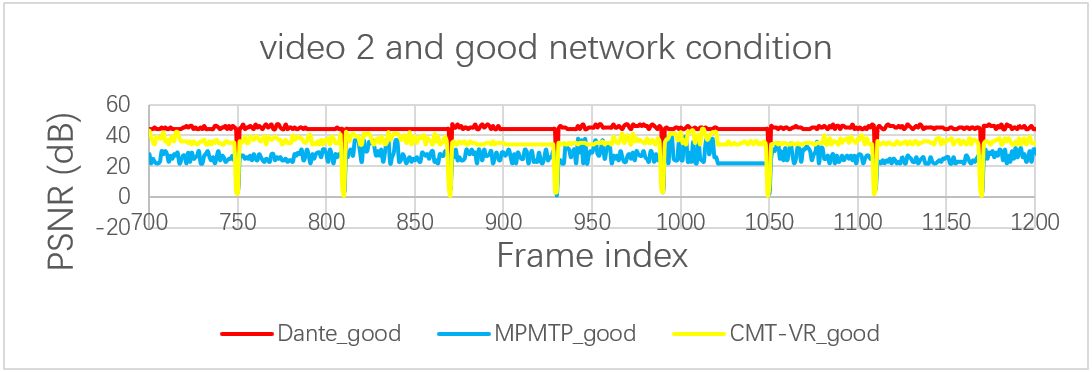 video 2 and good network condition
PSNR (dB)
60
40
20
0
-20
700 750 800 850 900 950 1000 1050 1100 1150 1200
Frame index
Dante_good MPMTP_good CMT-VR_good